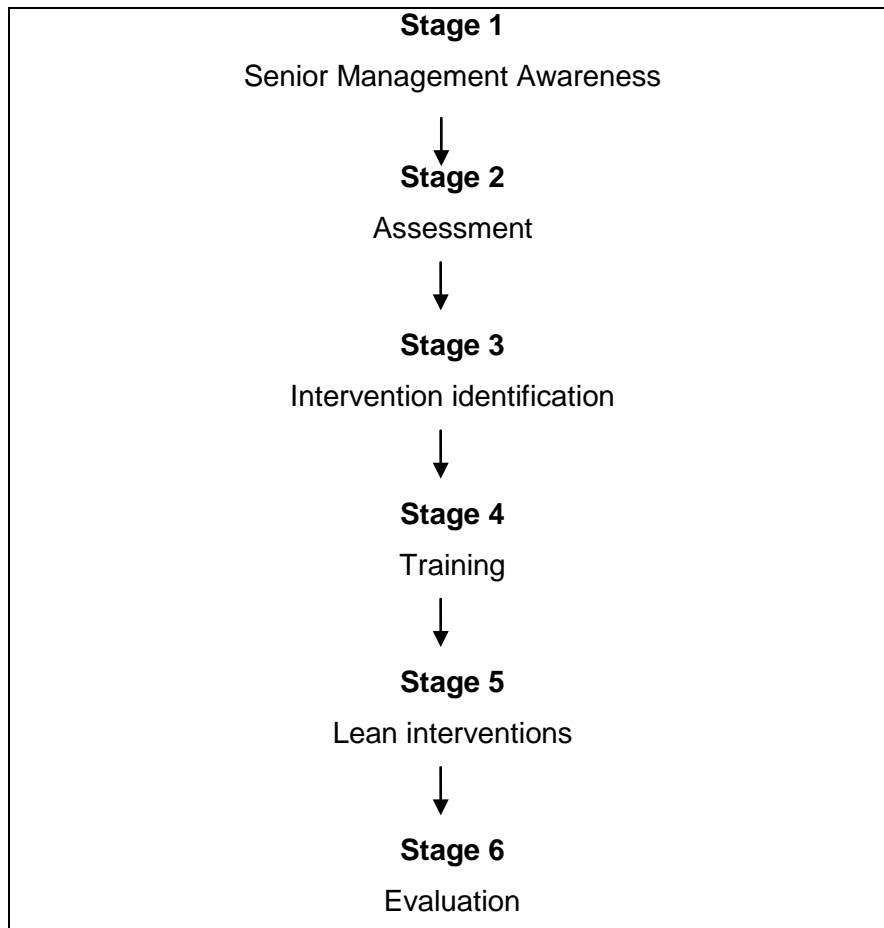 Stage 1
Senior Management Awareness
Stage 2
Assessment
Stage 3
Intervention identification
Stage 4
Training
Stage 5
Lean interventions
Stage 6
Evaluation